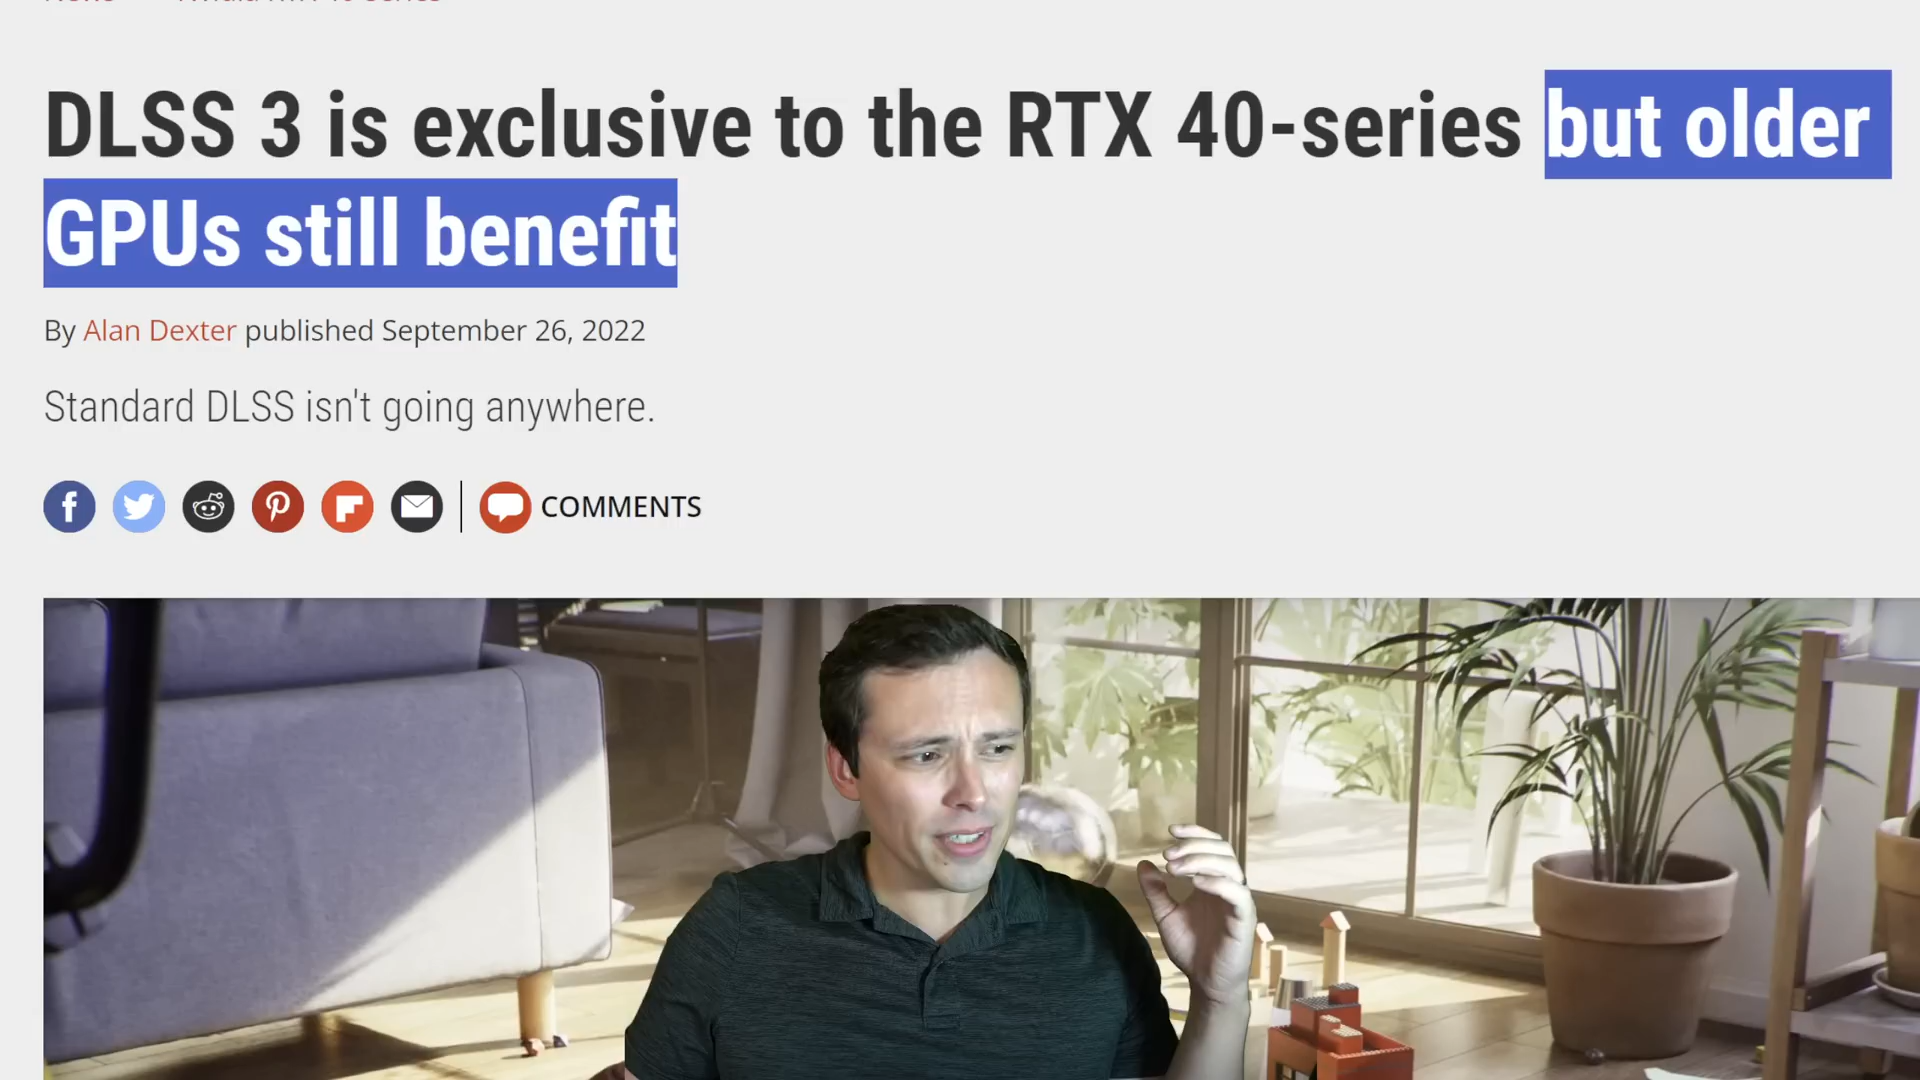 DLSS 3 is exclusive to the RTX 40-series but older
GPUs still benefit
By Alan Dexter published September 26, 2022
Standard DLSS isn't going anywhere.
COMMENTS